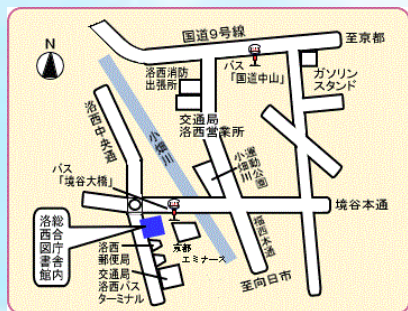 N
国道9号線
至京都
バス
「国道中山」
洛西消防
出張所
ガソリン
スタンド
交通局
洛西営業所
洛西中央通
小畑川
小畑川
運動公園
バス
「境谷大橋」
境谷本通
福西本通
洛西総合庁舎内
図書館
京都
エミナース
洛西
郵便局
交通局
洛西バス
ターミナル
至向日市